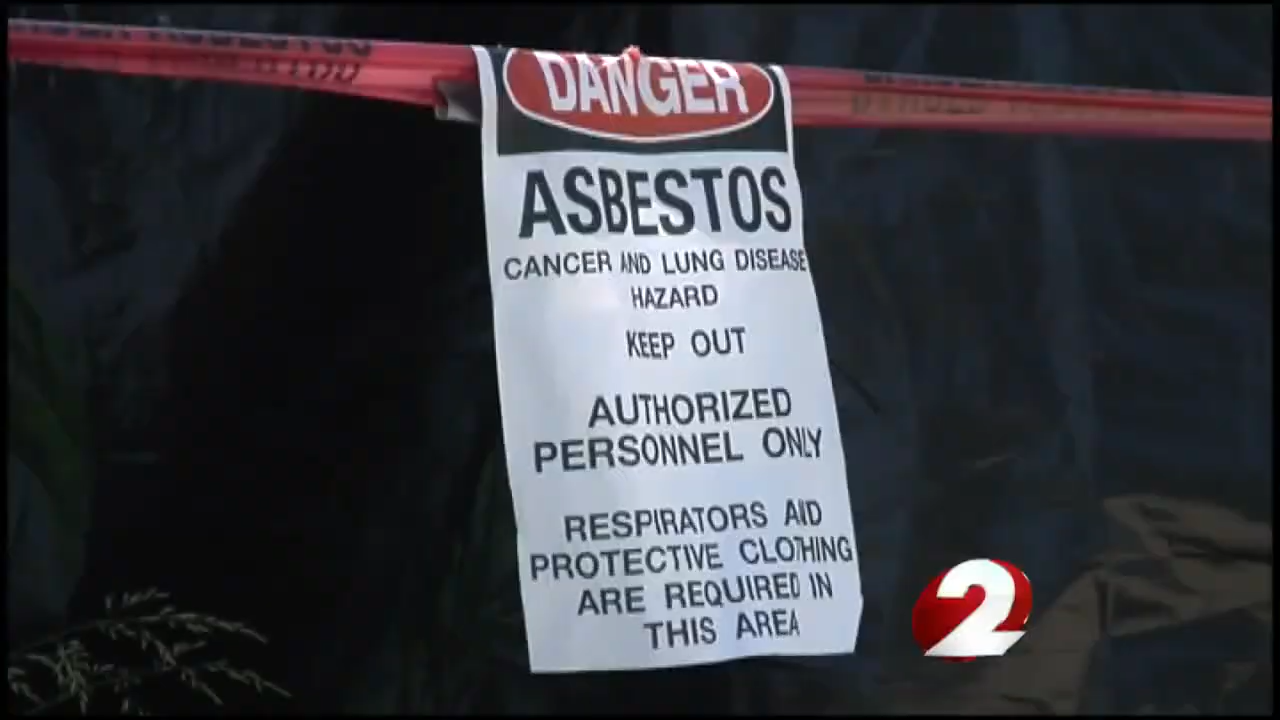 ASBESTOS
DANGER
ASBESTOS
CANCER AND LUNG DISEASE
HAZARD
KEEP OUT
AUTHORIZED
PERSONNEL ONLY
RESPIRATORS AND
PROTECTIVE CLOTHING
ARE REQUIRED IN
THIS AREA
2